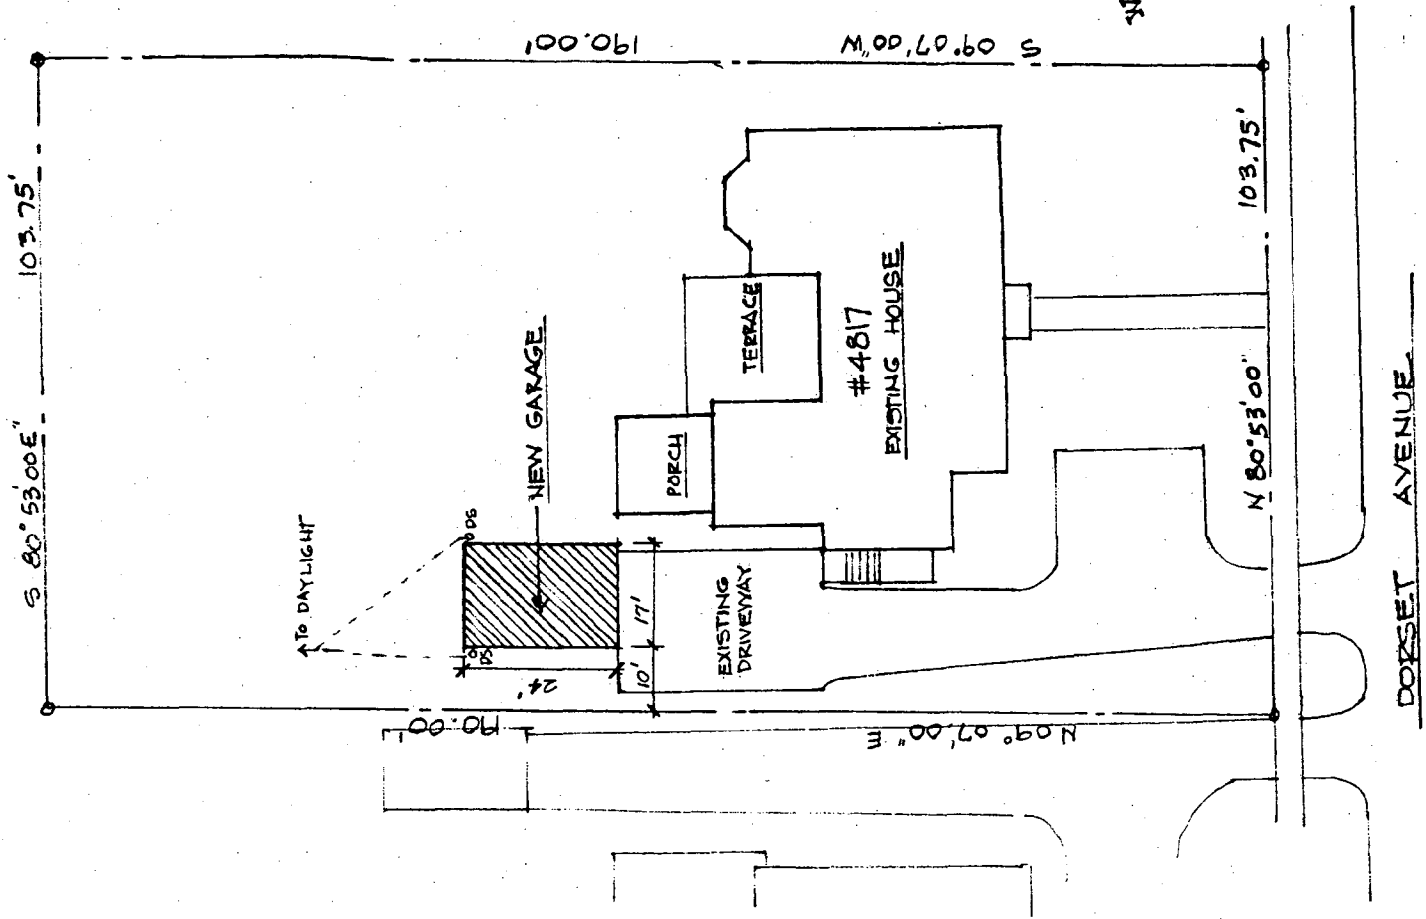 190.00'
S 09° 07' 00" W
103.75'
S 80° 53' 00 E"
103.75'
N 80° 53' 00"
TERRACE
#4817
EXISTING HOUSE
NEW GARAGE
PORCH
TO DAYLIGHT
DS
DS
17'
10'
24'
EXISTING
DRIVEWAY
190.00'
N 09° 07' 00" E
DORSET AVENUE